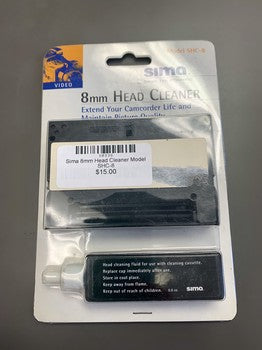 Model SHC-8
sima
VIDEO
8mm HEAD CLEANER
Extend Your Camcorder Life and
Maintain Picture Quality
Sima 8mm Head Cleaner Model
SHC-8
$15.00
Head cleaning fluid for use with cleaning cassette.
Replace cap immediately after use.
Store in cool place.
Keep away from flame.
Keep out of reach of children.
sima